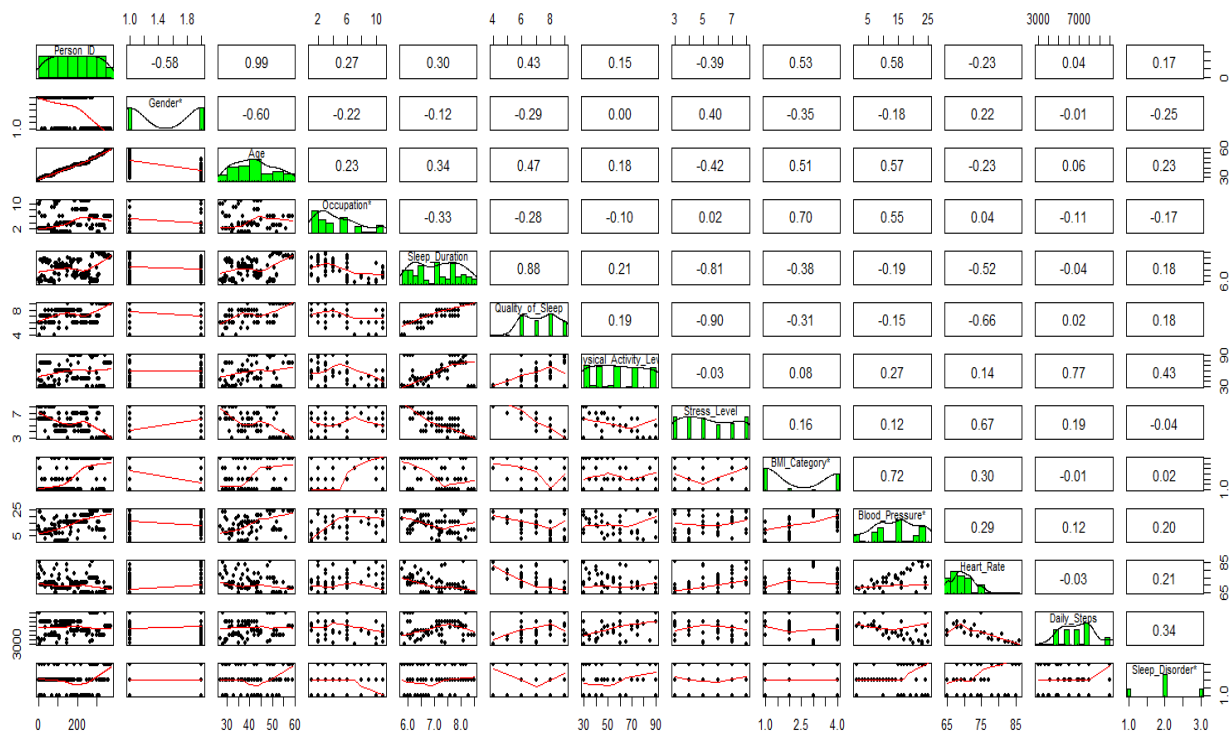 1.0 1.4 1.8 2 6 10 4 6 8 3 4 5 6 7 8 5 15 25 3000 7000
Person_ID -0.58 0.99 0.27 0.30 0.43 0.15 -0.39 0.53 0.58 -0.23 0.04 0.17 0
1.0 Gender* -0.60 -0.22 -0.12 -0.29 0.00 0.40 -0.35 -0.18 0.22 -0.01 -0.25
Age 0.23 0.34 0.47 0.18 -0.42 0.51 0.57 -0.23 0.06 0.23 30 60
2 10 Occupation* -0.33 -0.28 -0.10 0.02 0.70 0.55 0.04 -0.11 -0.17
Sleep_Duration 0.88 0.21 -0.81 -0.38 -0.19 -0.52 -0.04 0.18 6.0
4 8 Quality_of_Sleep 0.19 -0.90 -0.31 -0.15 -0.66 0.02 0.18
ysical_Activity_Lev -0.03 0.08 0.27 0.14 0.77 0.43 30 90
3 7 Stress_Level 0.16 0.12 0.67 0.19 -0.04
BMI_Category* 0.72 0.30 -0.01 0.02 1.0
5 25 Blood_Pressure* 0.29 0.12 0.20
Heart_Rate -0.03 0.21 65 85
3000 Daily_Steps 0.34
Sleep_Disorder* 1.0
0 200 30 40 50 60 6.0 7.0 8.0 4 5 6 7 8 9 30 50 70 90 1.0 2.5 4.0 65 75 85 1.0 2.0 3.0